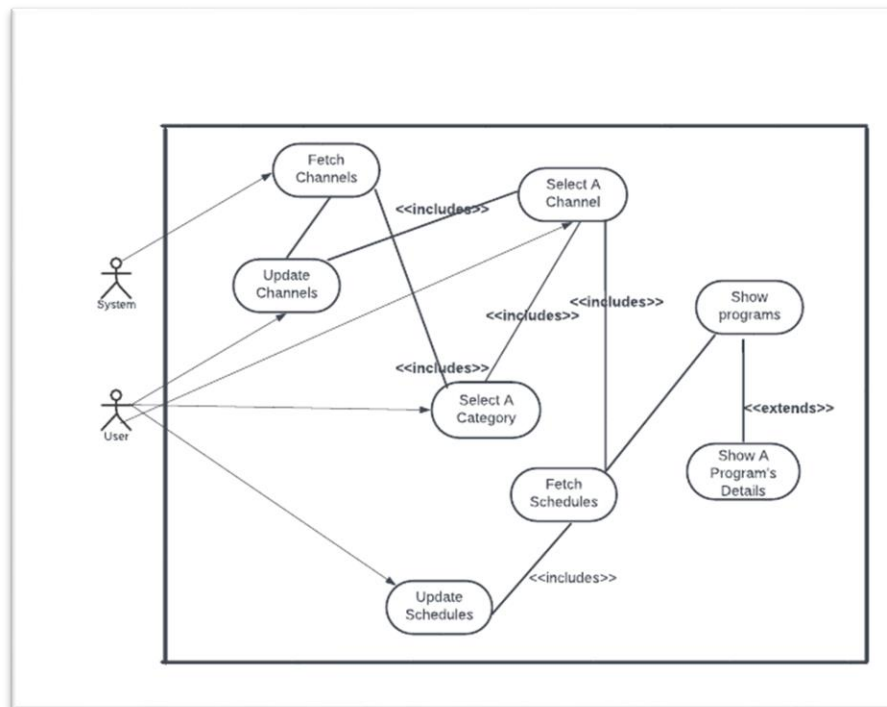 Fetch
Channels
Select A
Channel
<<includes>>
Update
Channels
System
Show
programs
<<includes>>
<<includes>>
<<includes>>
Select A
Category
<<extends>>
User
Show A
Program's
Details
Fetch
Schedules
<<includes>>
Update
Schedules